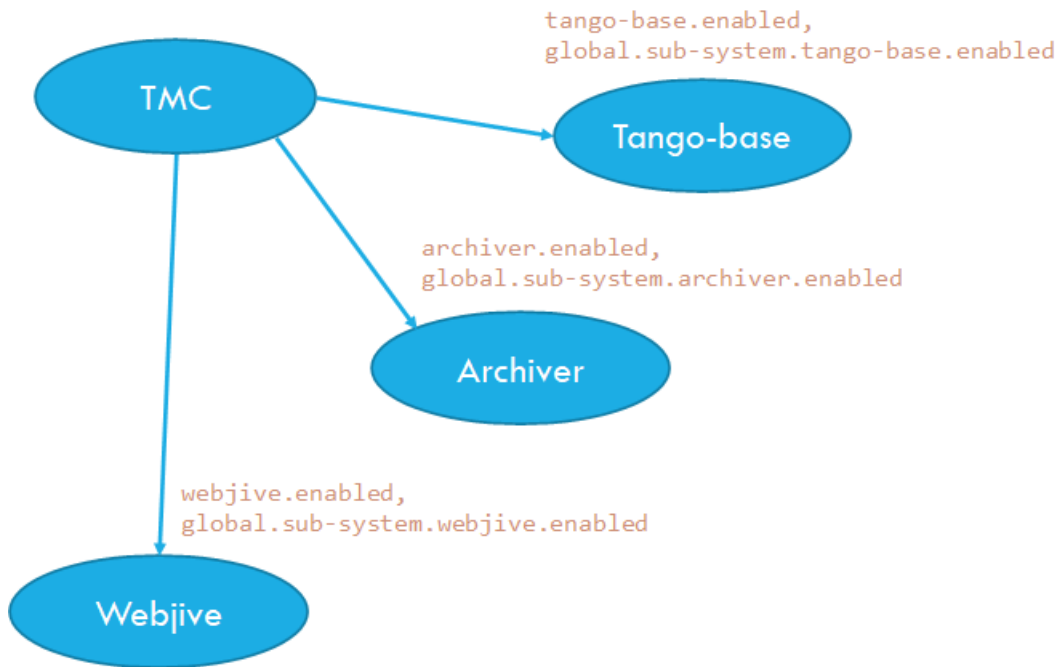 tango-base.enabled,
global.sub-system.tango-base.enabled
TMC
Tango-base
archiver.enabled,
global.sub-system.archiver.enabled
Archiver
webjive.enabled,
global.sub-system.webjive.enabled
Webjive